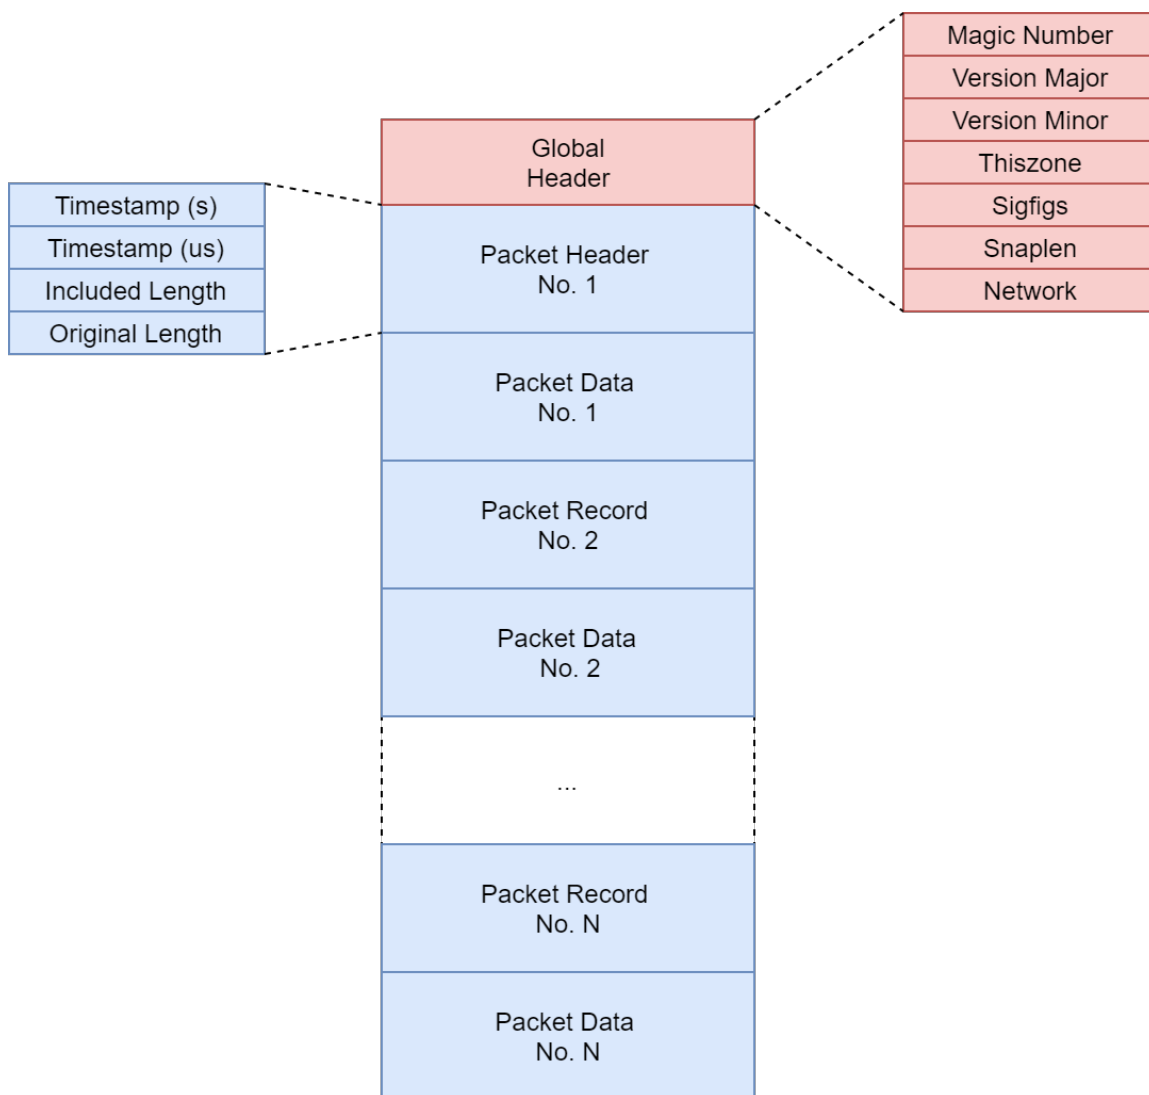 Magic Number
Version Major
Version Minor
Thiszone
Sigfigs
Snaplen
Network
Global
Header
Timestamp (s)
Timestamp (us)
Included Length
Original Length
Packet Header
No. 1
Packet Data
No. 1
Packet Record
No. 2
Packet Data
No. 2
...
Packet Record
No. N
Packet Data
No. N